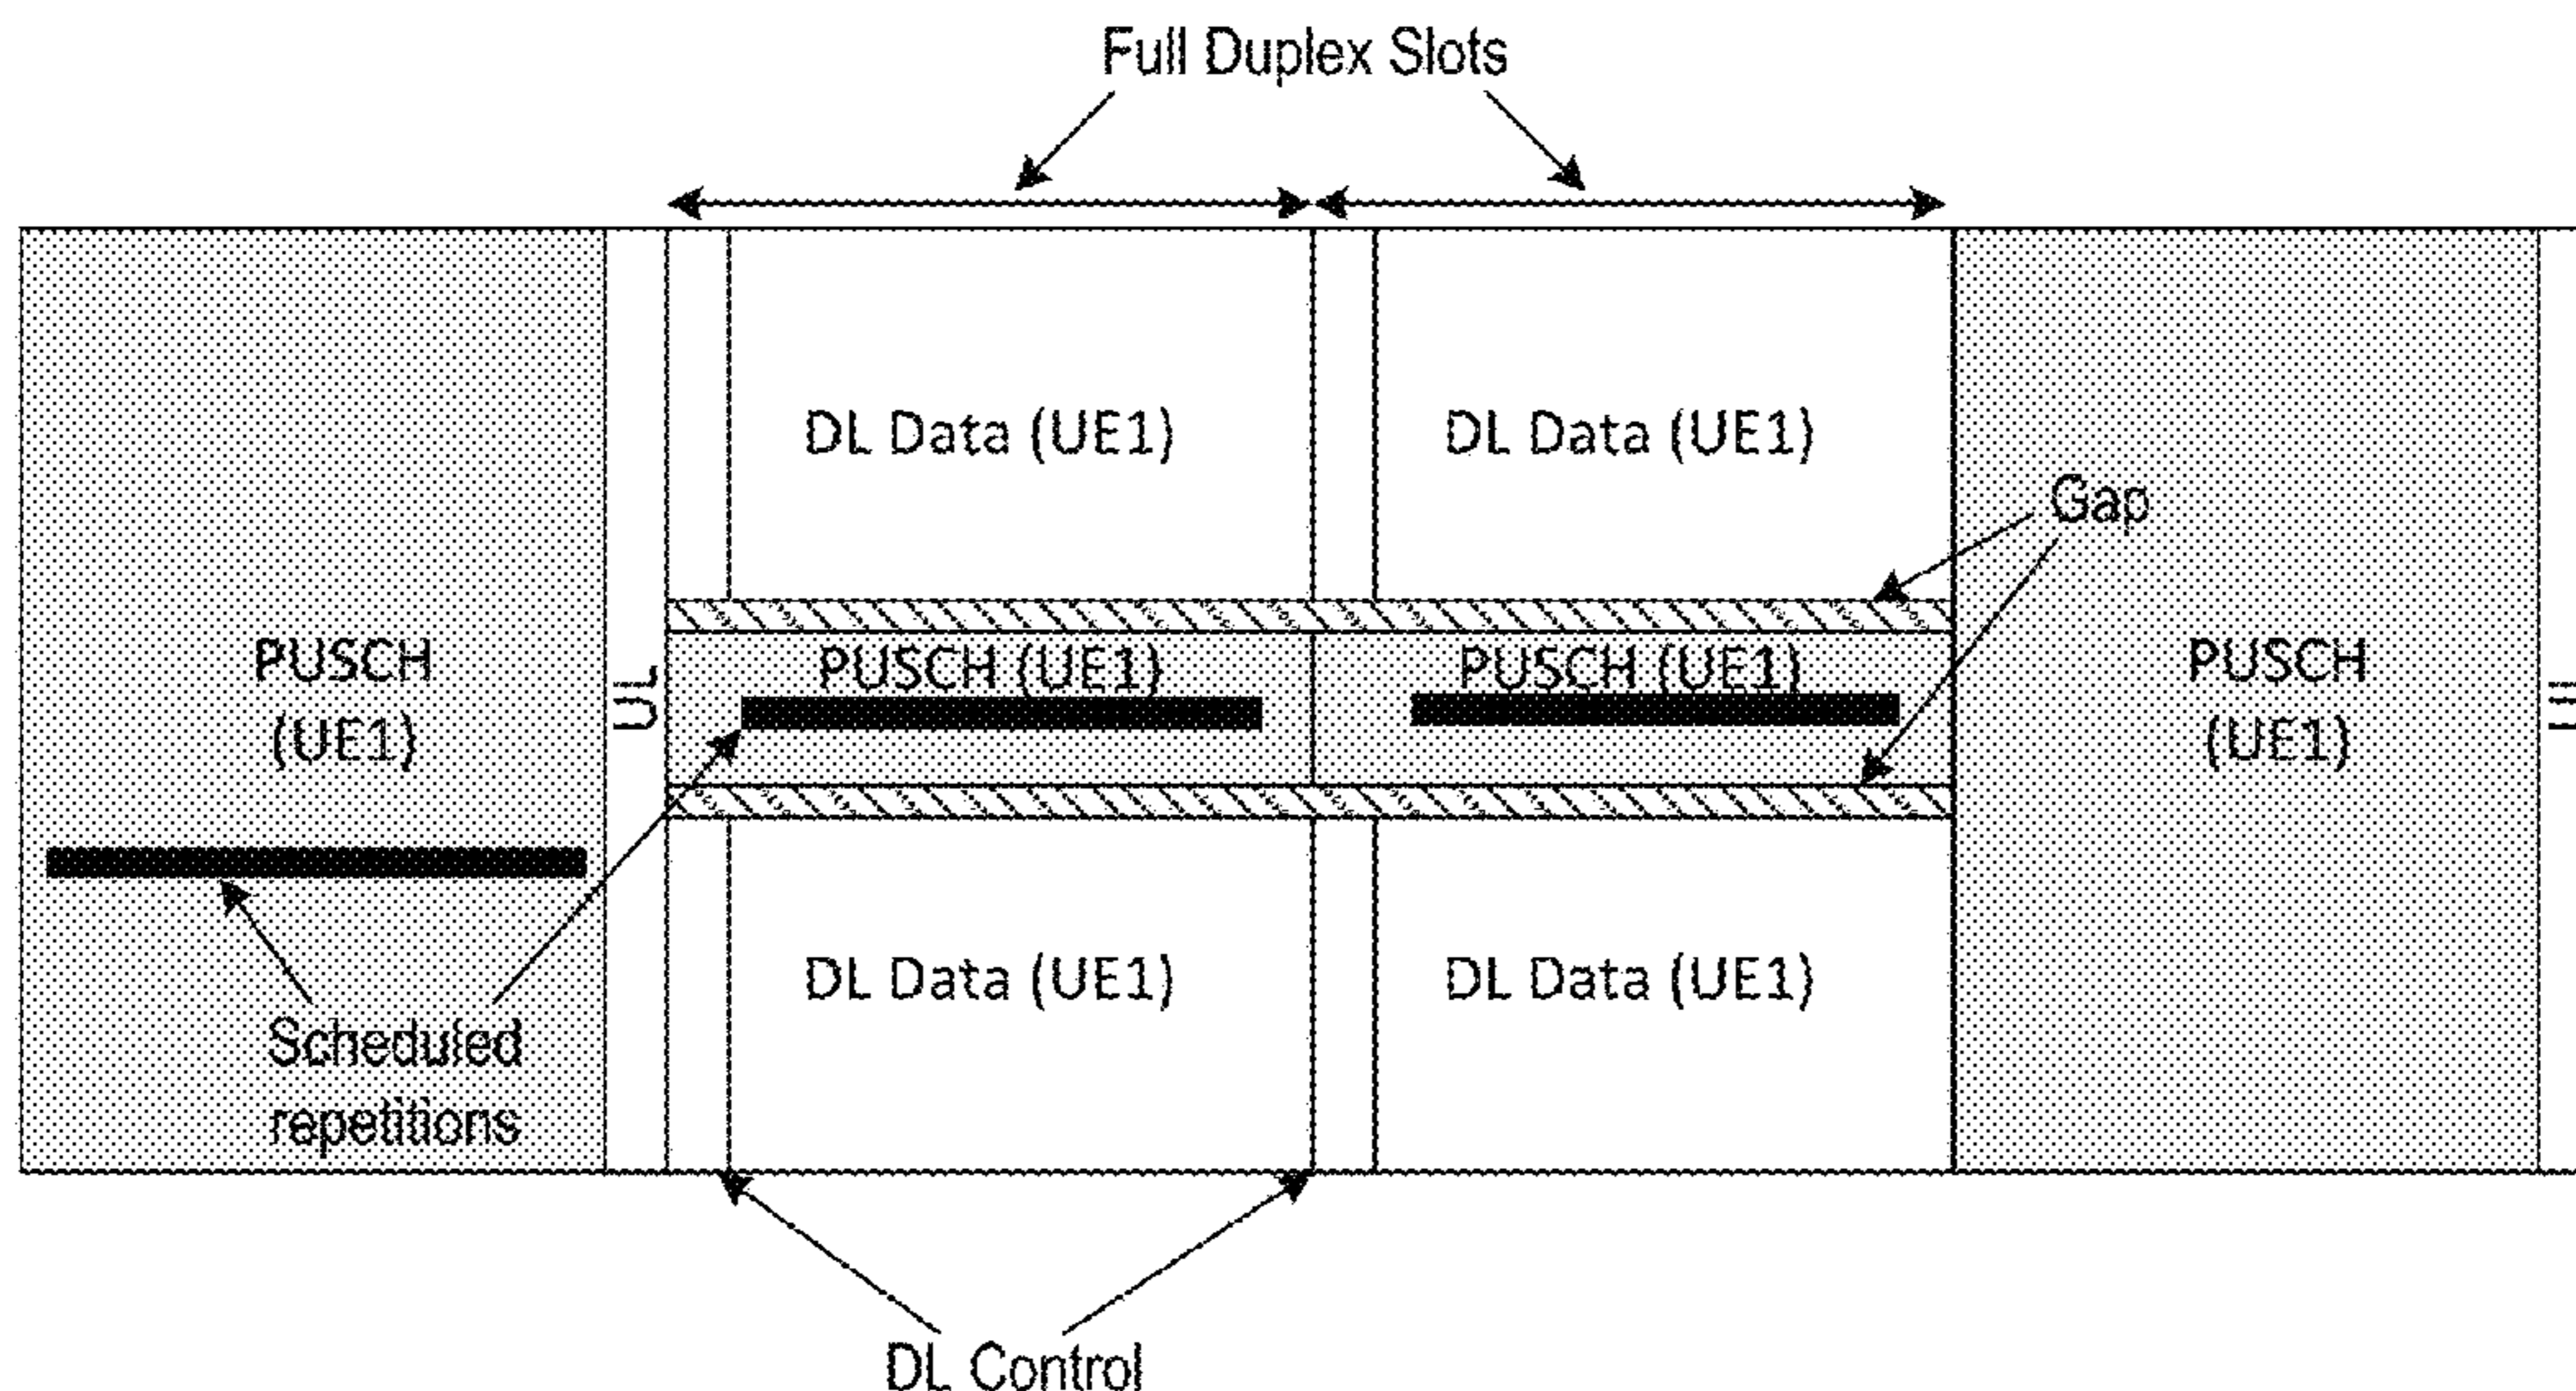 Full Duplex Slots
DL Data (UE1)
DL Data (UE1)
Gap
PUSCH
(UE1)
UL
PUSCH (UE1)
PUSCH (UE1)
PUSCH
(UE1)
DL Data (UE1)
DL Data (UE1)
Scheduled
repetitions
DL Control